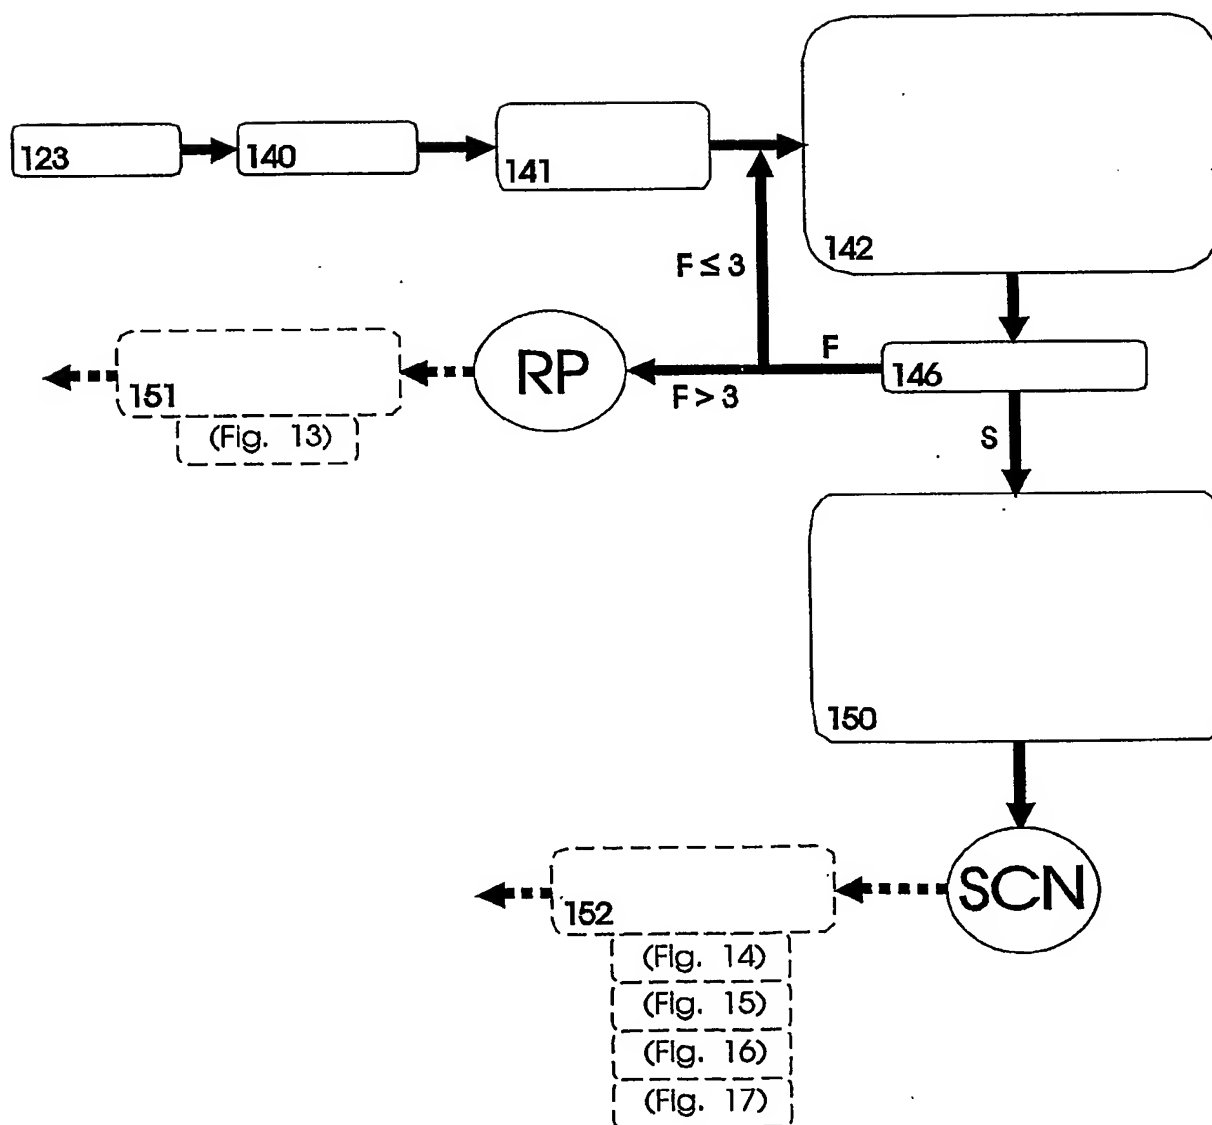 123
140
141
142
F ≤ 3
F
146
RP
F > 3
151
(Fig. 13)
S
150
SCN
152
(Fig. 14)
(Fig. 15)
(Fig. 16)
(Fig. 17)